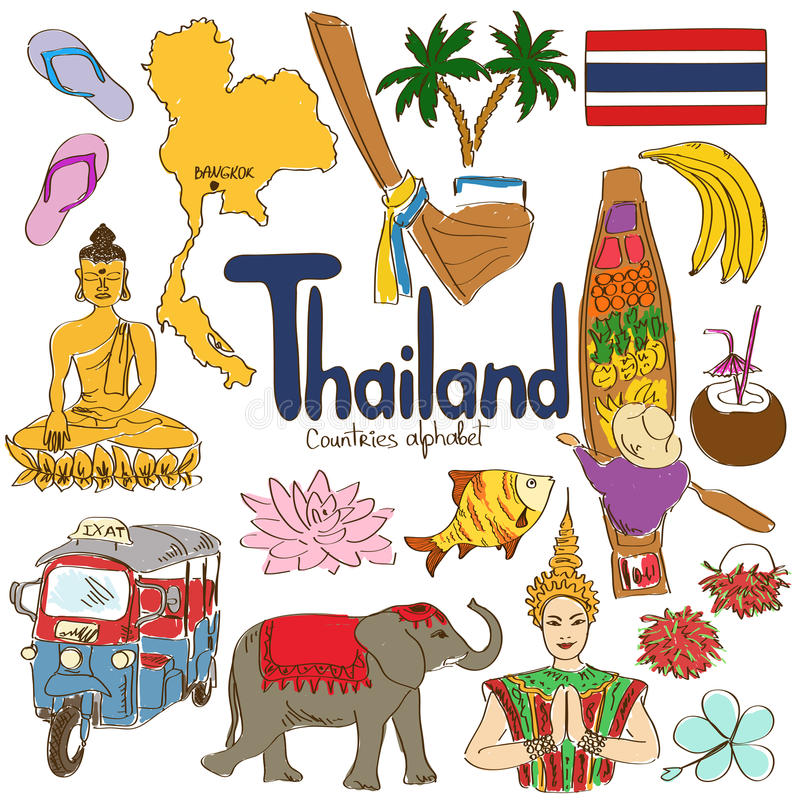 BANGKOK
Thailand
Countries alphabet
IXAT